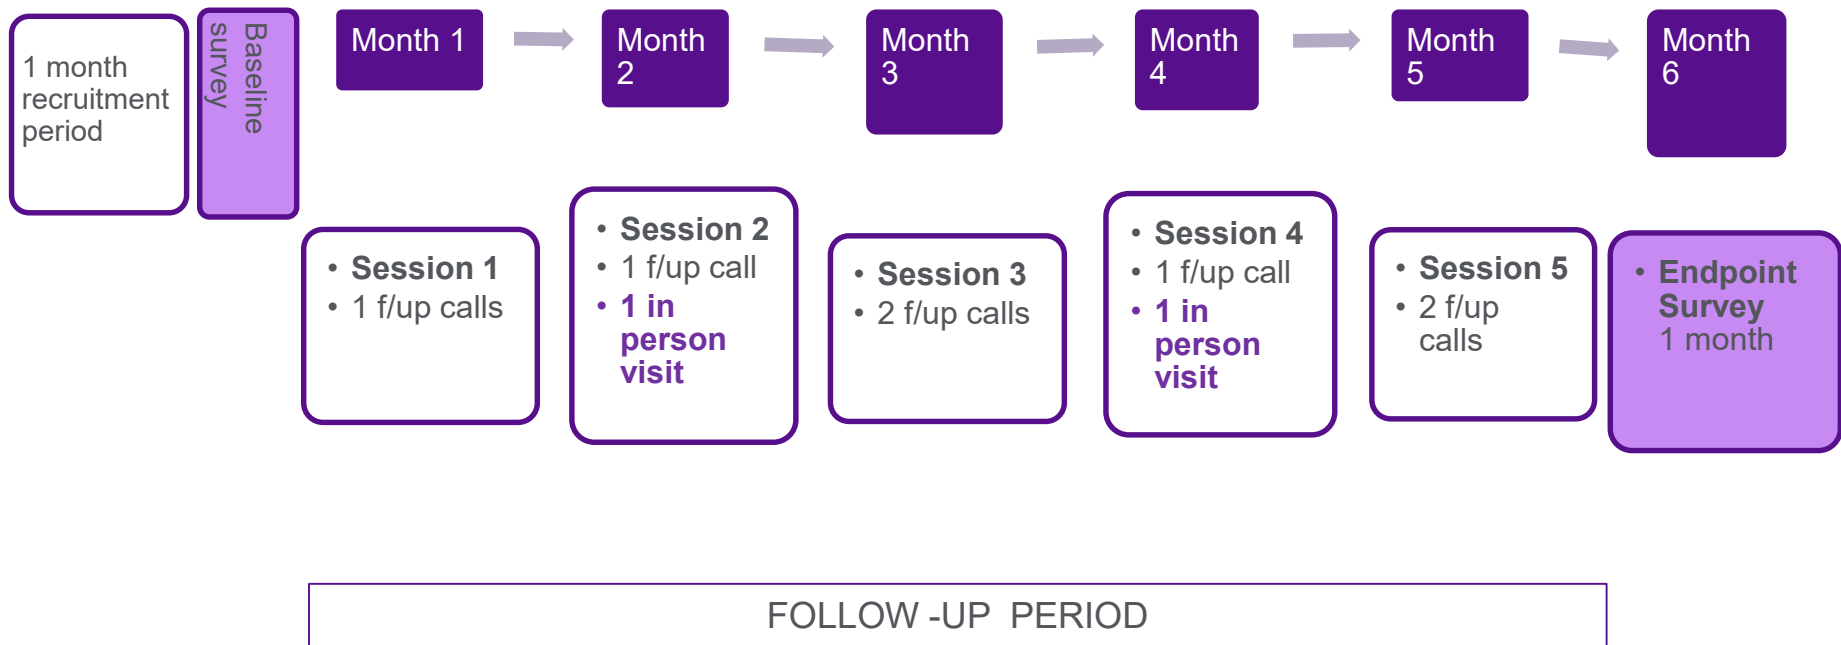 1 month
recruitment
period
Baseline
survey
Month 1
Month
2
Month
3
Month
4
Month
5
Month
6
• Session 1
• 1 f/up calls
• Session 2
• 1 f/up call
• 1 in
person
visit
• Session 3
• 2 f/up calls
• Session 4
• 1 f/up call
• 1 in
person
visit
• Session 5
• 2 f/up
calls
• Endpoint
Survey
1 month
FOLLOW -UP PERIOD